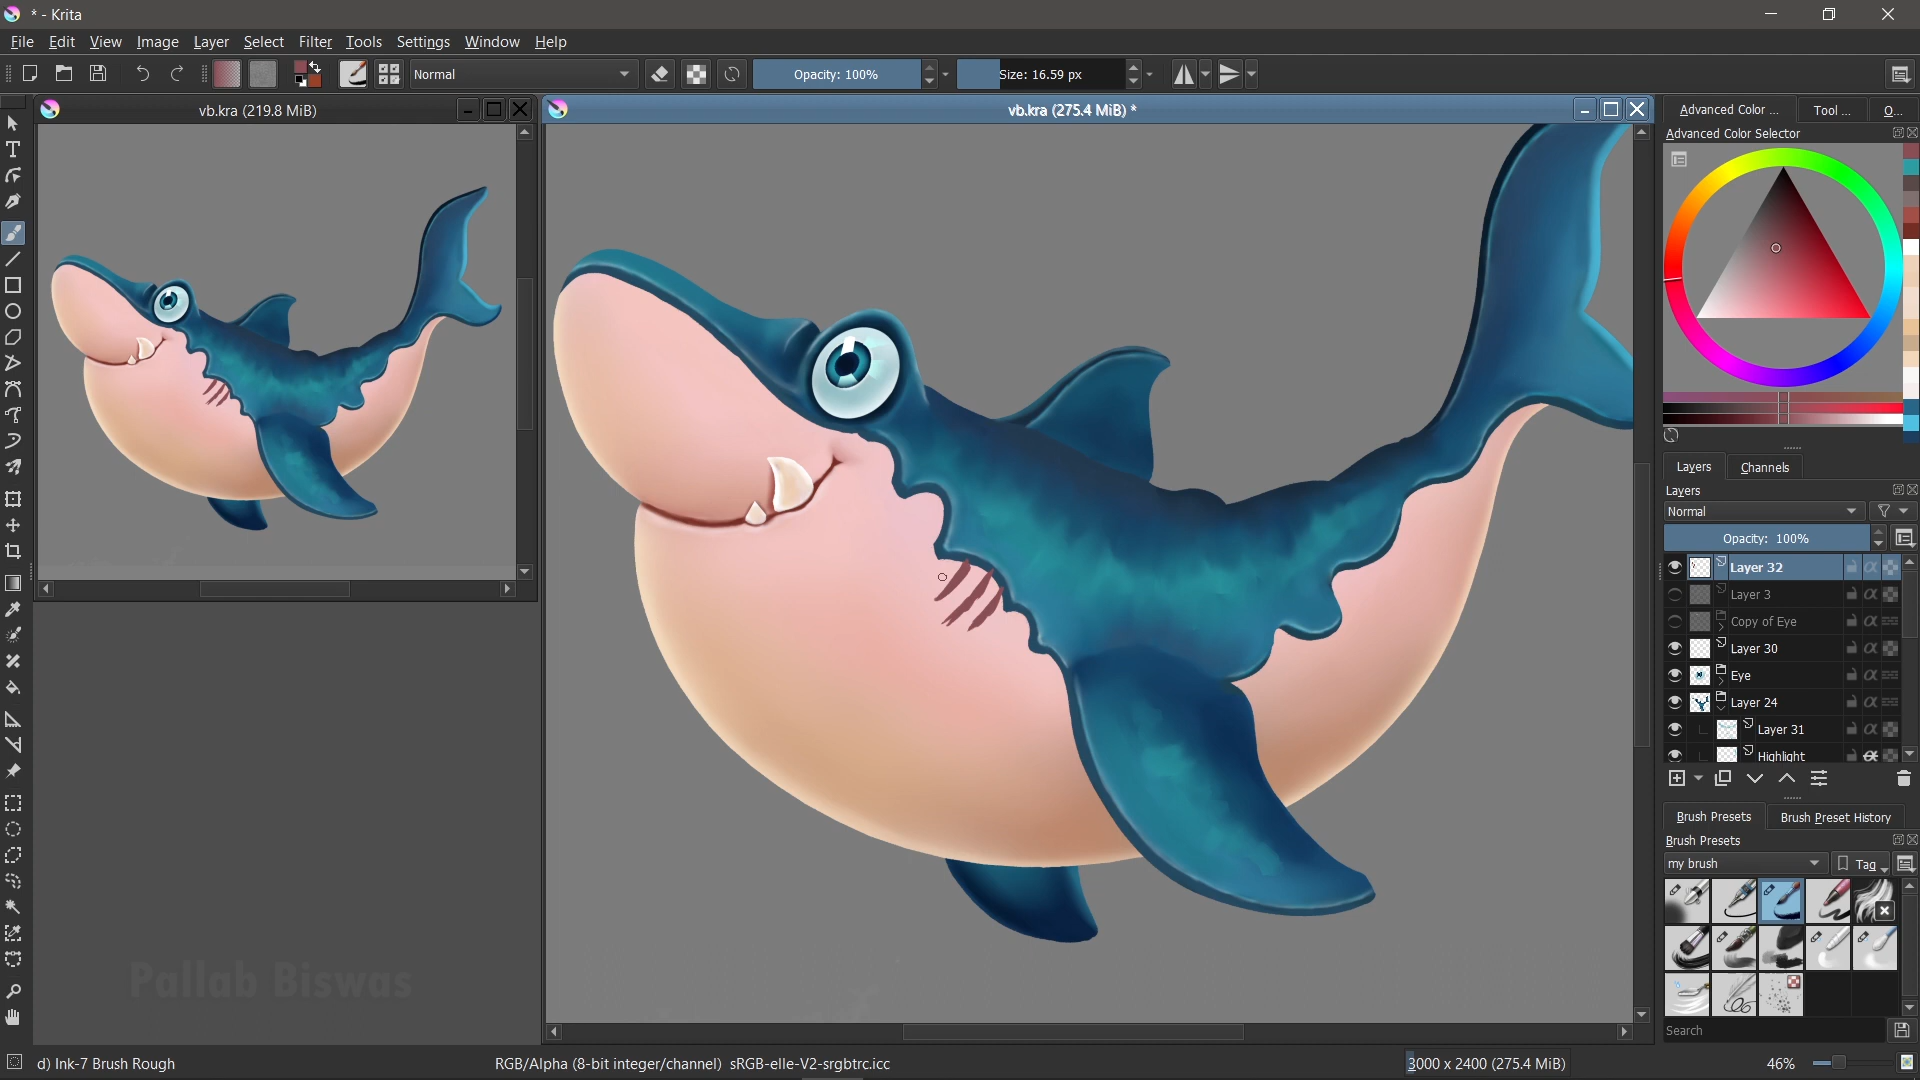 * - Krita
File Edit View Image Layer Select Filter Tools Settings Window Help
Normal
Opacity: 100%
Size: 16.59 px
vb.kra (219.8 MiB)
vb.kra (275.4 MiB) *
Advanced Color ...
Tool ...
O...
Advanced Color Selector
Layers
Channels
Layers
Normal
Opacity: 100%
Layer 32
Layer 3
Copy of Eye
Layer 30
Eye
Layer 24
Layer 31
Highlight
Brush Presets
Brush Preset History
Brush Presets
my brush
Tag
Search
Pallab Biswas
d) Ink-7 Brush Rough
RGB/Alpha (8-bit integer/channel) sRGB-elle-V2-srgbtrc.icc
3000 x 2400 (275.4 MiB)
46%